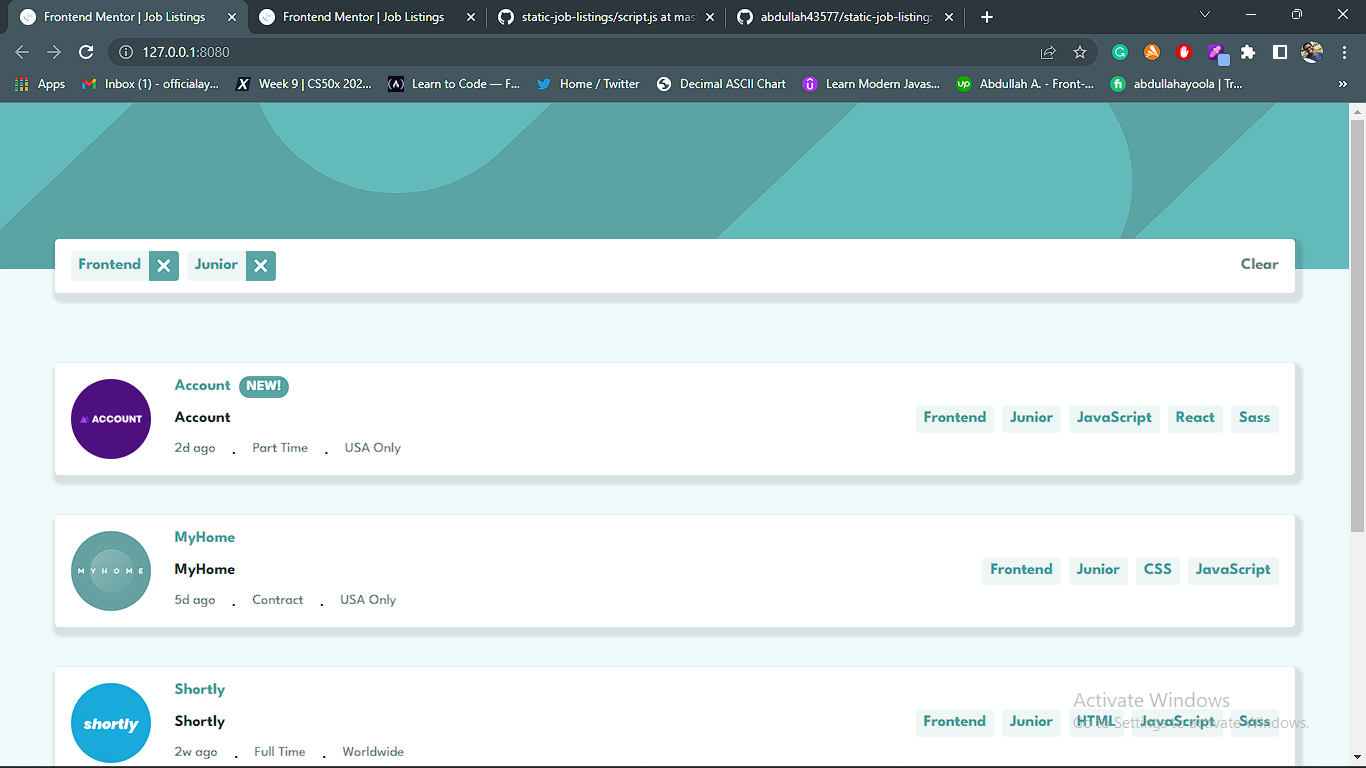 Frontend Mentor | Job Listings
Frontend Mentor | Job Listings
static-job-listings/script.js at mas
abdullah43577/static-job-listing:
127.0.0.1:8080
Apps
Inbox (1) - officialay...
Week 9 | CS50x 202...
Learn to Code — F...
Home / Twitter
Decimal ASCII Chart
Learn Modern Javas...
Abdullah A. - Front-...
abdullahayoola | Tr...
Frontend
Junior
Clear
ACCOUNT
Account NEW!
Account
2d ago . Part Time . USA Only
Frontend Junior JavaScript React Sass
MYHOME
MyHome
MyHome
5d ago . Contract . USA Only
Frontend Junior CSS JavaScript
shortly
Shortly
Shortly
2w ago . Full Time . Worldwide
Frontend Junior HTML JavaScript Sass
Activate Windows
Go to Settings to activate Windows.